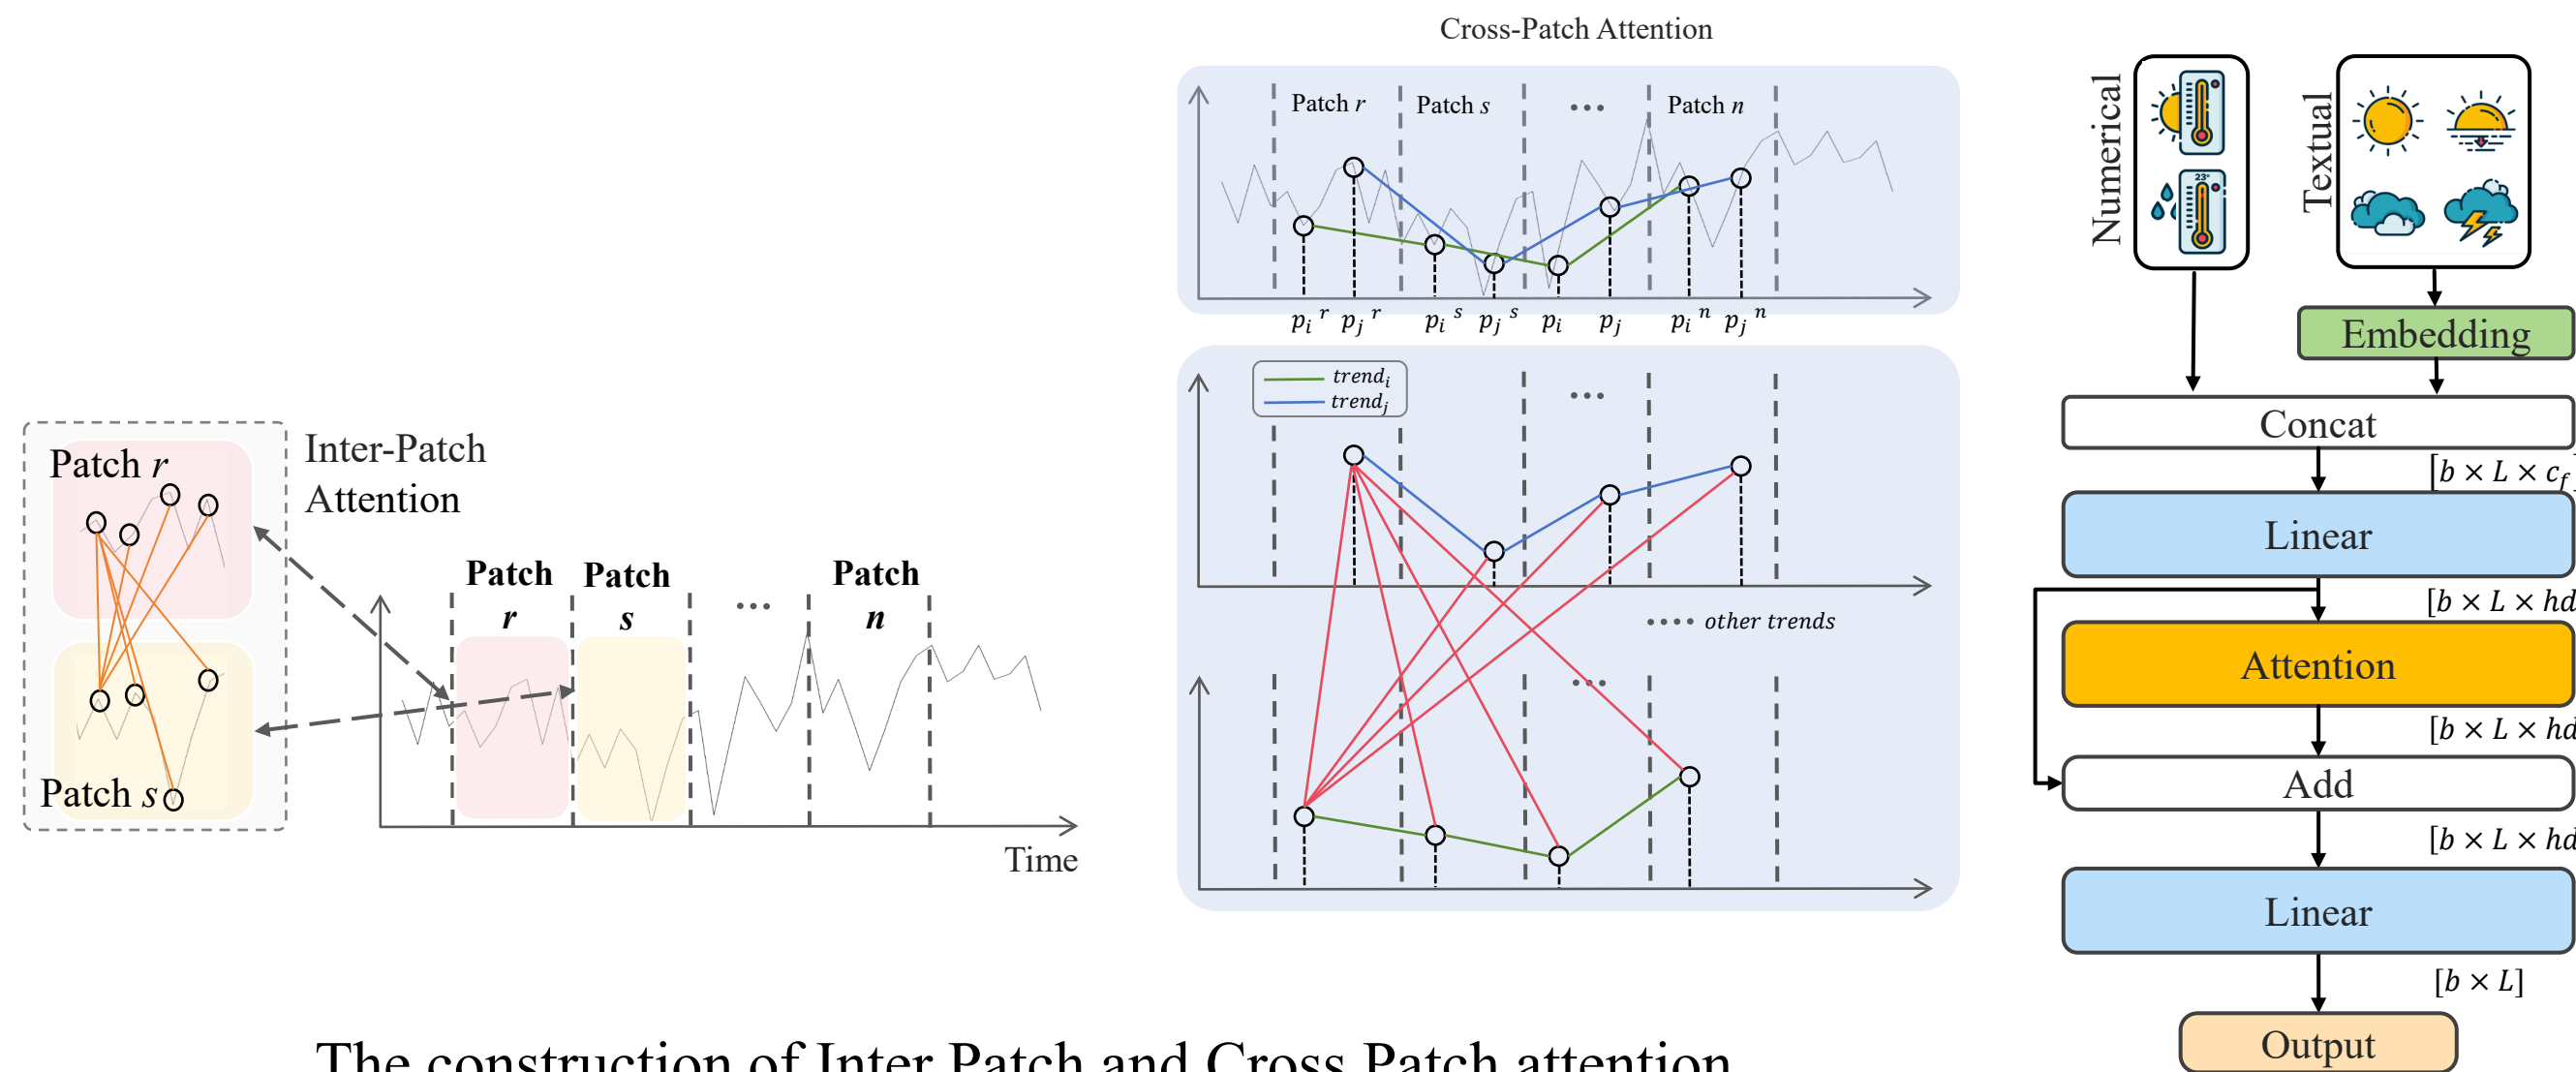 Inter-Patch
Attention
Patch r
Patch s
Patch
r
Patch
s
...
Patch
n
Time
The construction of Inter Patch and Cross Patch attention
Cross-Patch Attention
Patch r
Patch s
...
Patch n
p_i^r p_j^r p_i^s p_j^s p_i p_j p_i^n p_j^n
trend_i
trend_j
...
.... other trends
...
Numerical
23°
Textual
Embedding
Concat
[b × L × c_f]
Linear
[b × L × hd
Attention
[b × L × hd
Add
[b × L × hd
Linear
[b × L]
Output